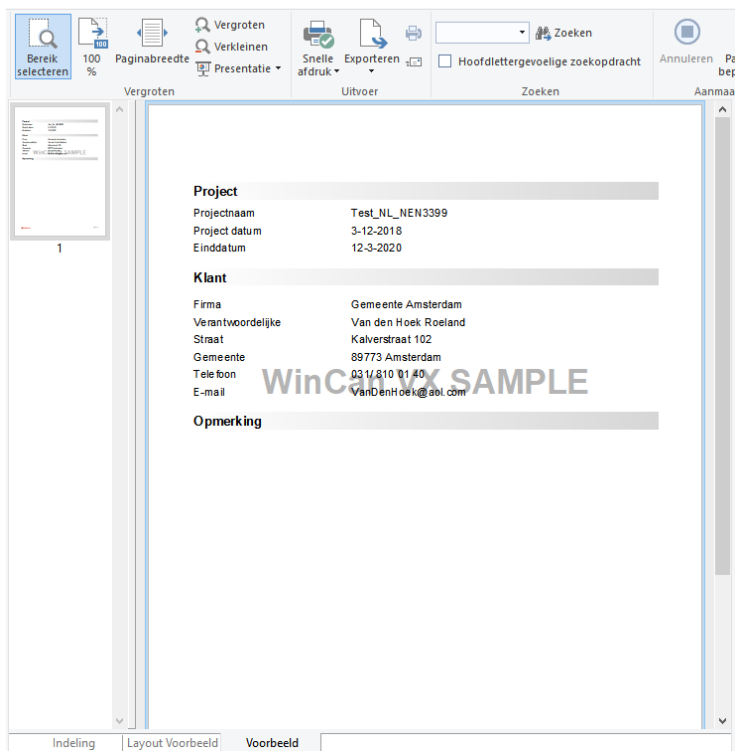 Bereik selecteren
100 %
Paginabreedte
Vergroten
Verkleinen
Presentatie
Vergroten
Snelle afdruk
Exporteren
Uitvoer
Zoeken
Hoofdlettergevoelige zoekopdracht
Zoeken
Annuleren
1
Project
Projectnaam Test_NL_NEN3399
Project datum 3-12-2018
Einddatum 12-3-2020
Klant
Firma Gemeente Amsterdam
Verantwoordelijke Van den Hoek Roeland
Straat Kalverstraat 102
Gemeente 89773 Amsterdam
Telefoon 031/ 810 01 40
WinCan VX SAMPLE
E-mail VanDenHoek@aol.com
Opmerking
Indeling Layout Voorbeeld Voorbeeld